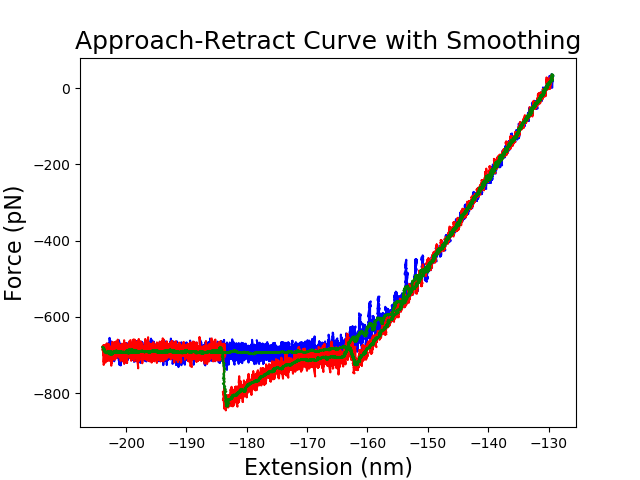 Approach-Retract Curve with Smoothing
Force (pN)
0
−200
−400
−600
−800
−200 −190 −180 −170 −160 −150 −140 −130
Extension (nm)